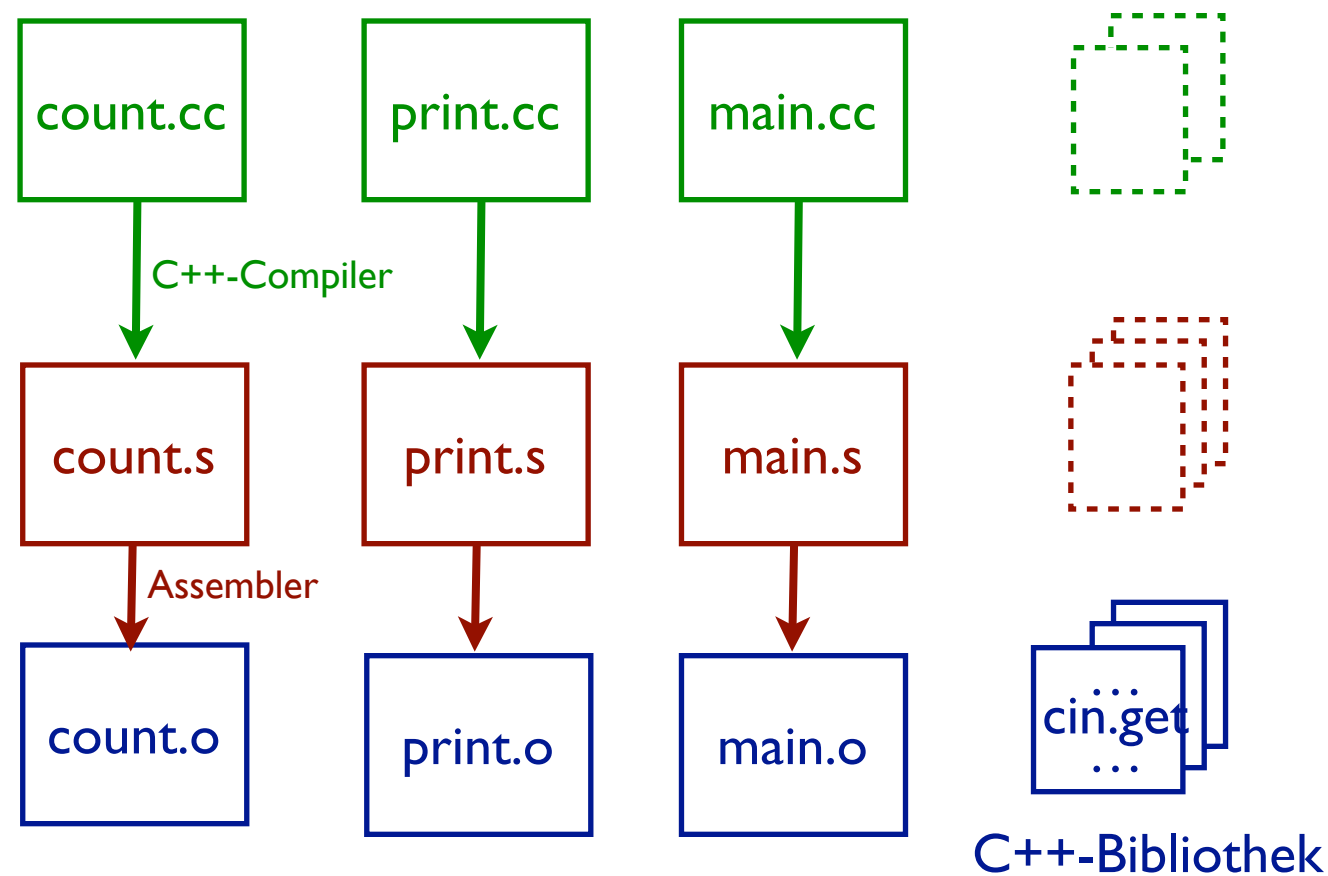 count.cc
print.cc
main.cc
C++-Compiler
count.s
print.s
main.s
Assembler
count.o
print.o
main.o
...
cin.get
...
C++-Bibliothek